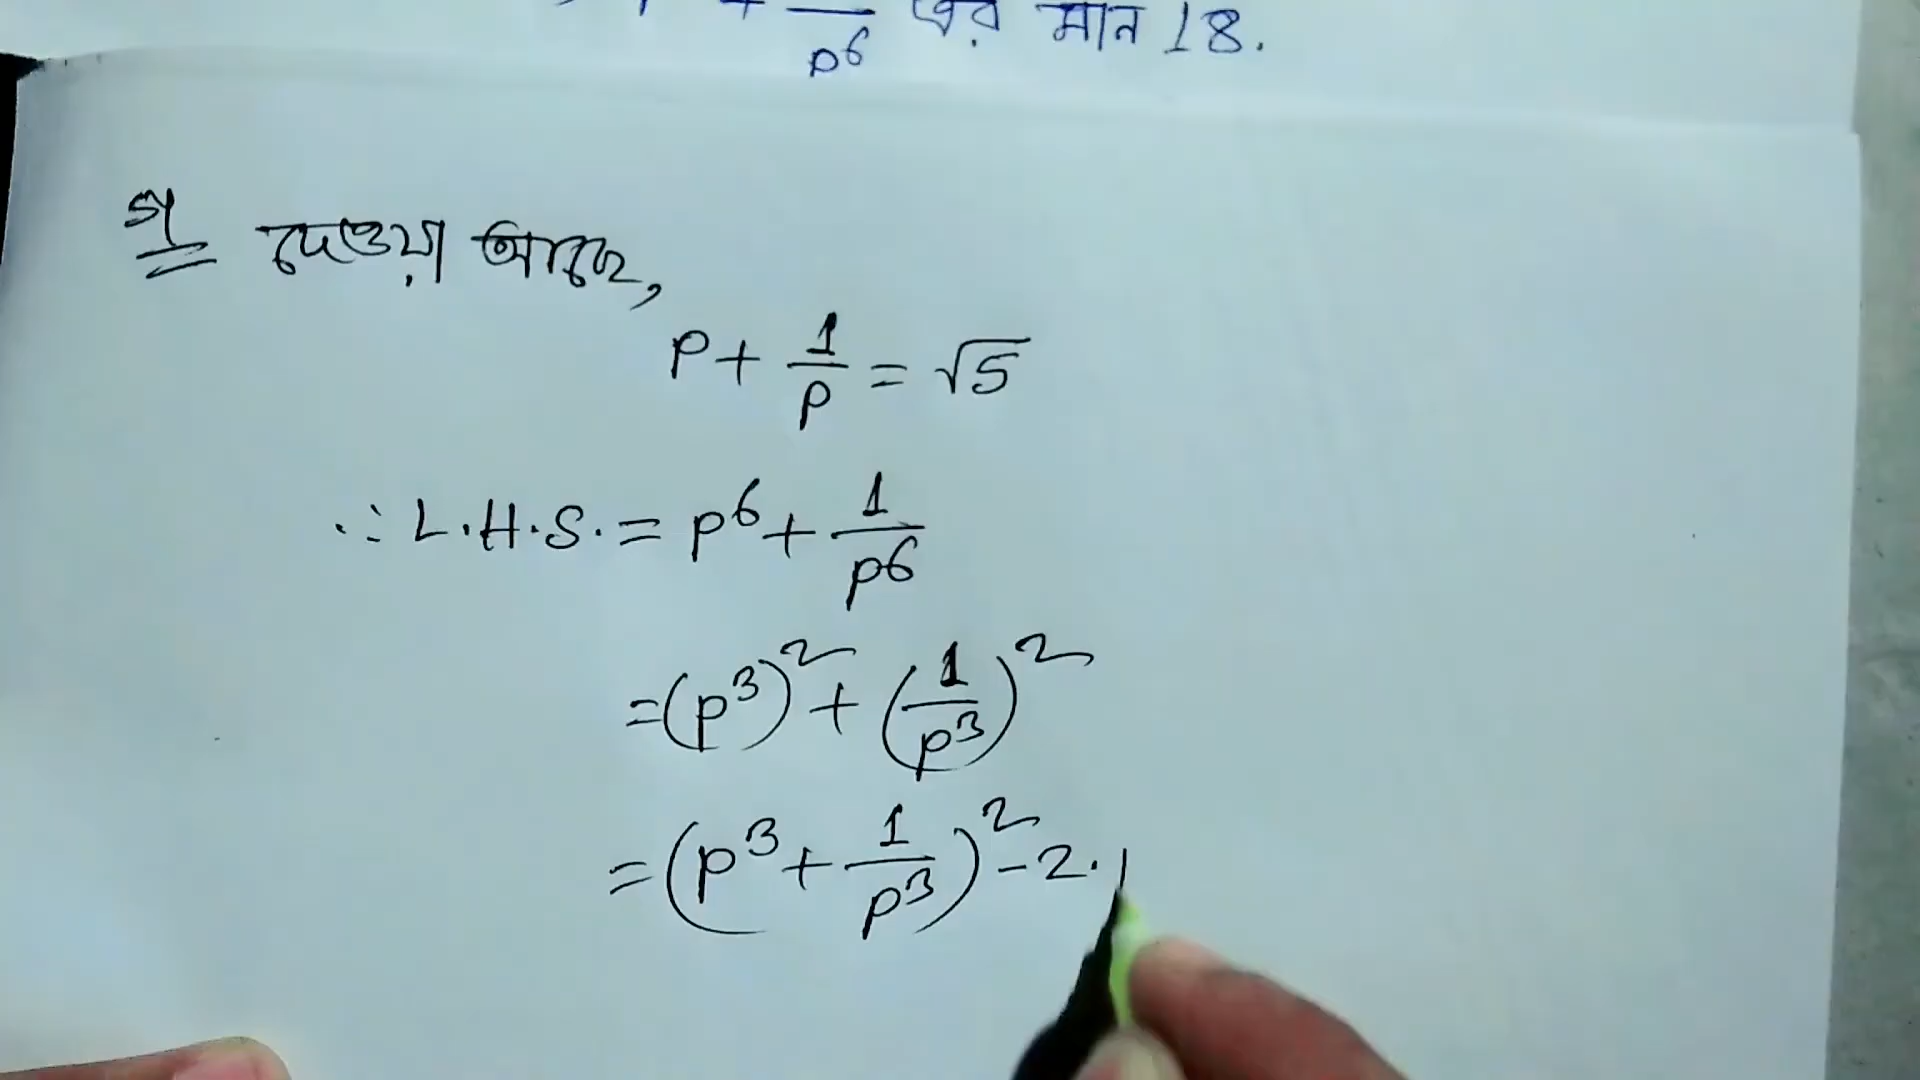 + ―/p⁶ এর মান 18.
গ দেওয়া আছে,
P + 1/p = √5
∴ L.H.S. = p⁶ + 1/p⁶
= (p³)² + (1/p³)²
= (p³ + 1/p³)² - 2.